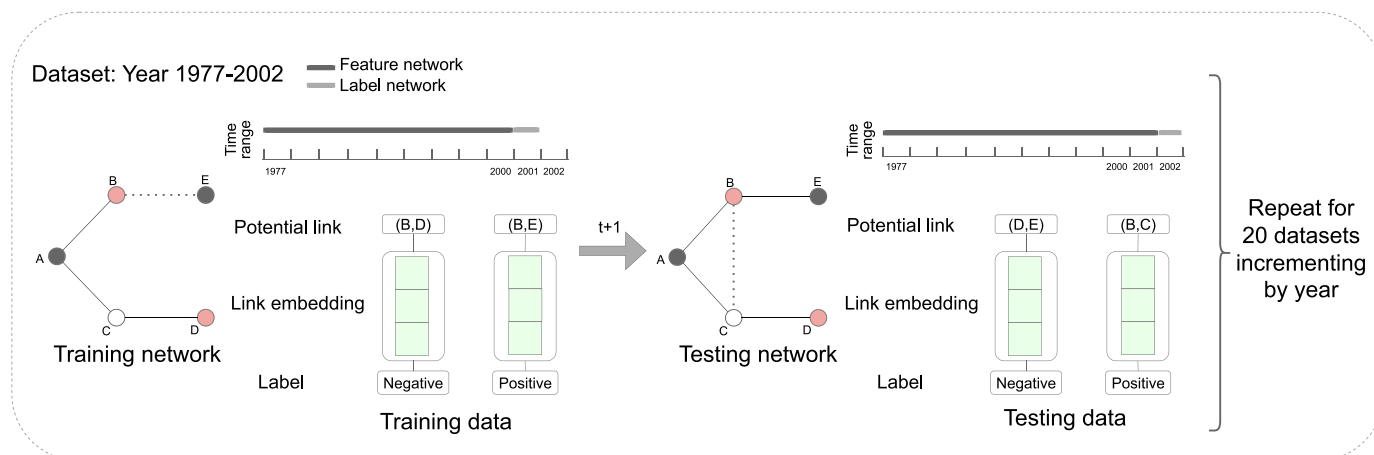 Dataset: Year 1977-2002
Feature network
Label network
Time
range
1977
2000
2001
2002
B
E
A
C
D
Training network
Potential link
(B,D)
(B,E)
Link embedding
Label
Negative
Positive
Training data
t+1
Time
range
1977
2000
2001
2002
B
E
A
C
D
Testing network
Potential link
(D,E)
(B,C)
Link embedding
Label
Negative
Positive
Testing data
Repeat for
20 datasets
incrementing
by year